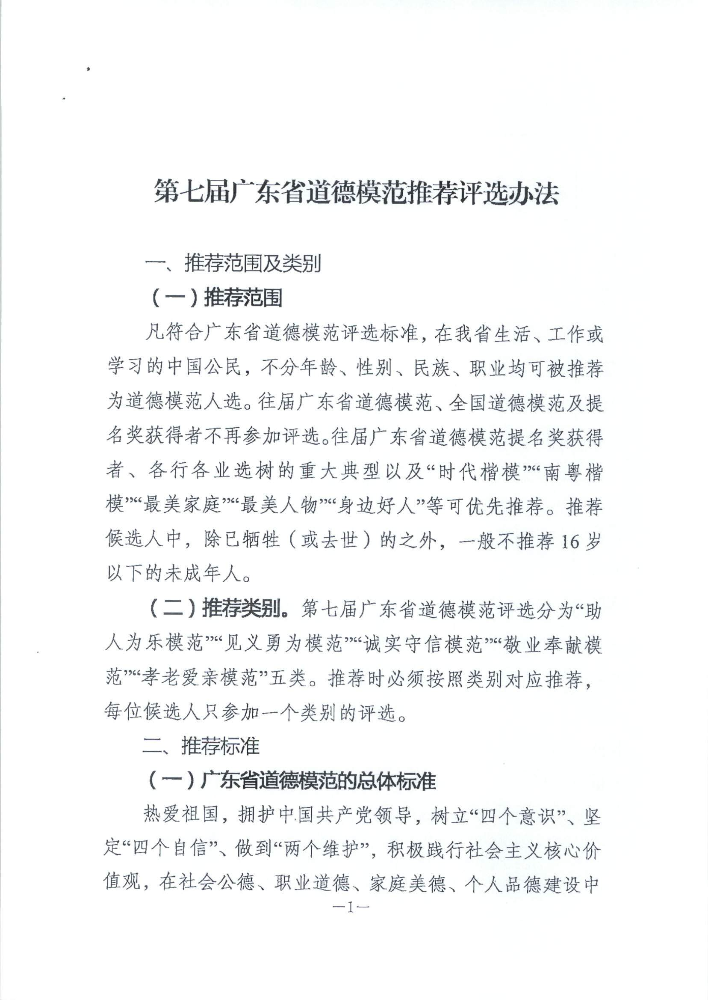 第七届广东省道德模范推荐评选办法
一、推荐范围及类别
（一）推荐范围
凡符合广东省道德模范评选标准，在我省生活、工作或
学习的中国公民，不分年龄、性别、民族、职业均可被推荐
为道德模范人选。往届广东省道德模范、全国道德模范及提
名奖获得者不再参加评选。往届广东省道德模范提名奖获得
者、各行各业选树的重大典型以及“时代楷模”“南粤楷
模”“最美家庭”“最美人物”“身边好人”等可优先推荐。推荐
候选人中，除已牺牲（或去世）的之外，一般不推荐 16 岁
以下的未成年人。
（二）推荐类别。第七届广东省道德模范评选分为“助
人为乐模范”“见义勇为模范”“诚实守信模范”“敬业奉献模
范”“孝老爱亲模范”五类。推荐时必须按照类别对应推荐，
每位候选人只参加一个类别的评选。
二、推荐标准
（一）广东省道德模范的总体标准
热爱祖国，拥护中国共产党领导，树立“四个意识”、坚
定“四个自信”、做到“两个维护”，积极践行社会主义核心价
值观，在社会公德、职业道德、家庭美德、个人品德建设中
—1—